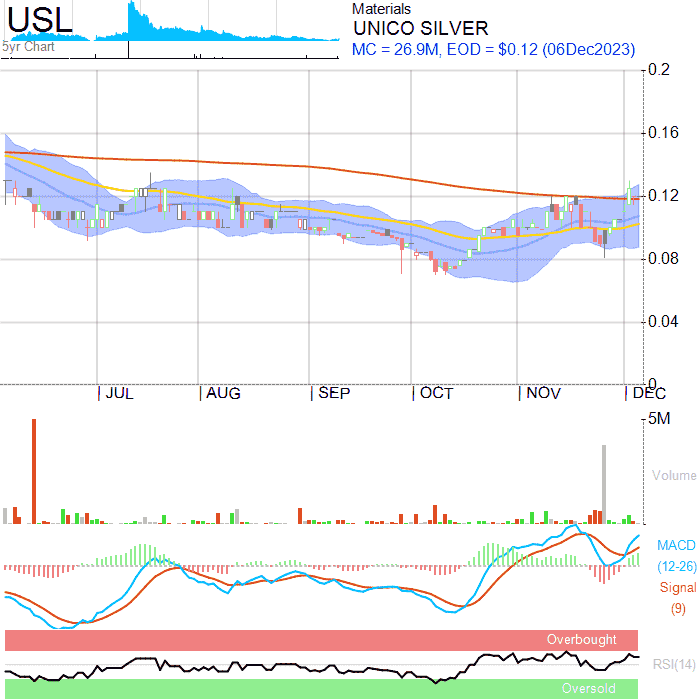 USL
5yr Chart
Materials
UNICO SILVER
MC = 26.9M, EOD = $0.12 (06Dec2023)
0.2
0.16
0.12
0.08
0.04
0
JUL AUG SEP OCT NOV DEC
5M
Volume
MACD
(12-26)
Signal
(9)
Overbought
RSI(14)
Oversold